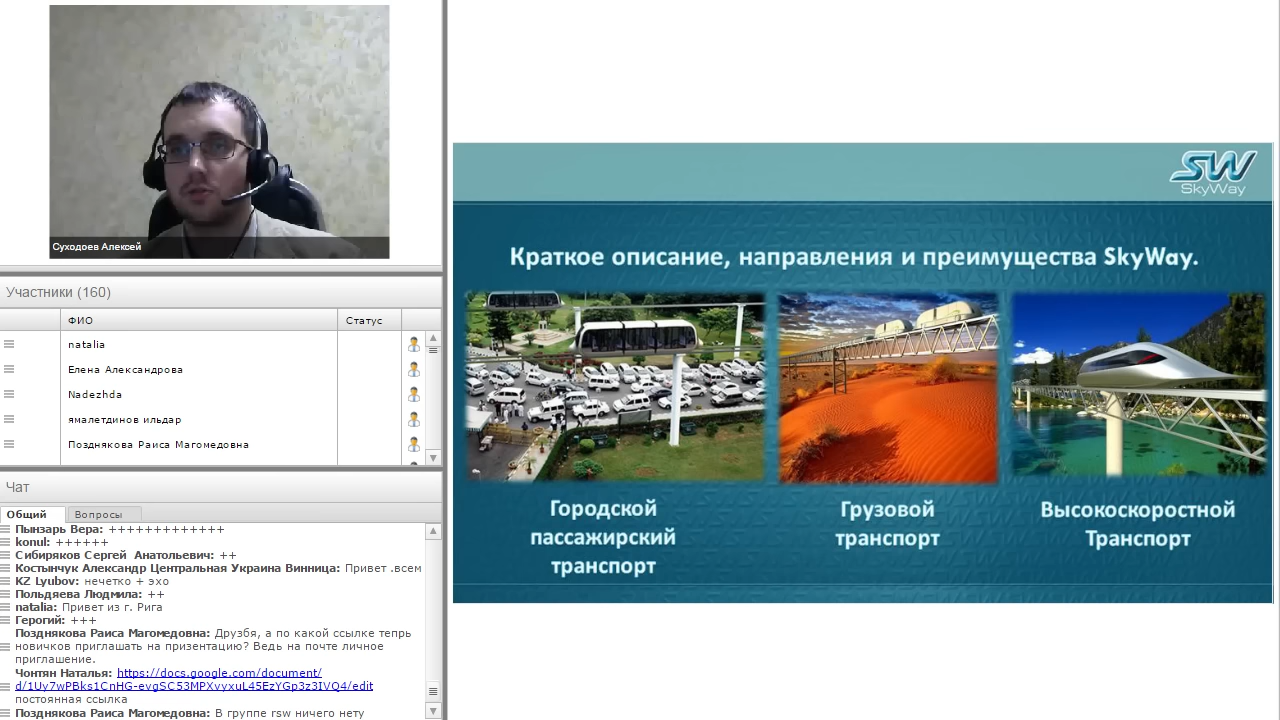 Суходоев Алексей
Участники (160)
ФИО
Статус
natalia
Елена Александрова
Nadezhda
ямалетдинов ильдар
Позднякова Раиса Магомедовна
Чат
Общий
Вопросы
Пынзарь Вера: +++++++++++++
konul: ++++++
Сибиряков Сергей Анатольевич: ++
Костынчук Александр Центральная Украина Винница: Привет .всем
KZ Lyubov: нечетко + эхо
Польдяева Людмила: ++
natalia: Привет из г. Рига
Герогий: +++
Позднякова Раиса Магомедовна: Друзбя, а по какой ссылке тепрь
новичков приглашать на призентацию? Ведь на почте личное
приглашение.
Чонтян Наталья: https://docs.google.com/document/
d/1Uy7wPBks1CnHG-evgSC53MPXvyxuL45EzYGp3z3IVQ4/edit
постоянная ссылка
Позднякова Раиса Магомедовна: В группе rsw ничего нету
SW
SkyWay
Краткое описание, направления и преимущества SkyWay.
Городской
пассажирский
транспорт
Грузовой
транспорт
Высокоскоростной
Транспорт